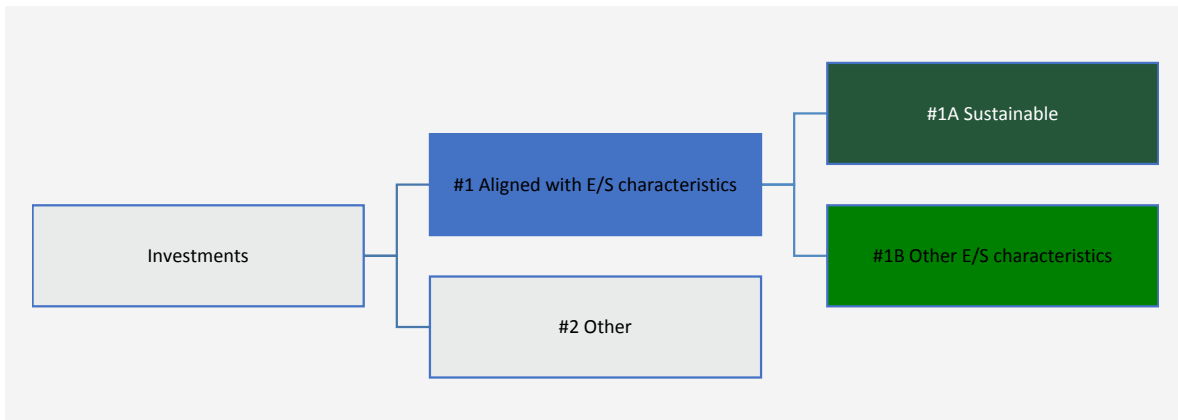 Investments
#1 Aligned with E/S characteristics
#2 Other
#1A Sustainable
#1B Other E/S characteristics